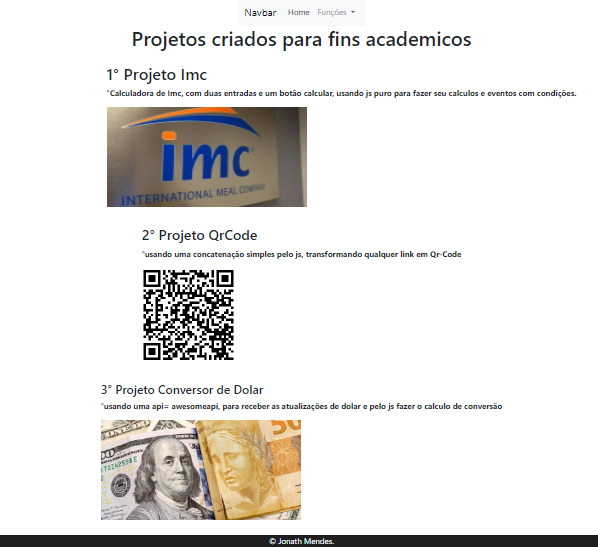 Navbar Home Funções
Projetos criados para fins academicos
1° Projeto Imc
*Calculadora de Imc, com duas entradas e um botão calcular, usando js puro para fazer seu calculos e eventos com condições.
imc
INTERNATIONAL MEAL COMPANY
2° Projeto QrCode
*usando uma concatenação simples pelo js, transformando qualquer link em Qr-Code
3° Projeto Conversor de Dolar
*usando uma api= awesomeapi, para receber as atualizações de dolar e pelo js fazer o calculo de conversão
50
© Jonath Mendes.